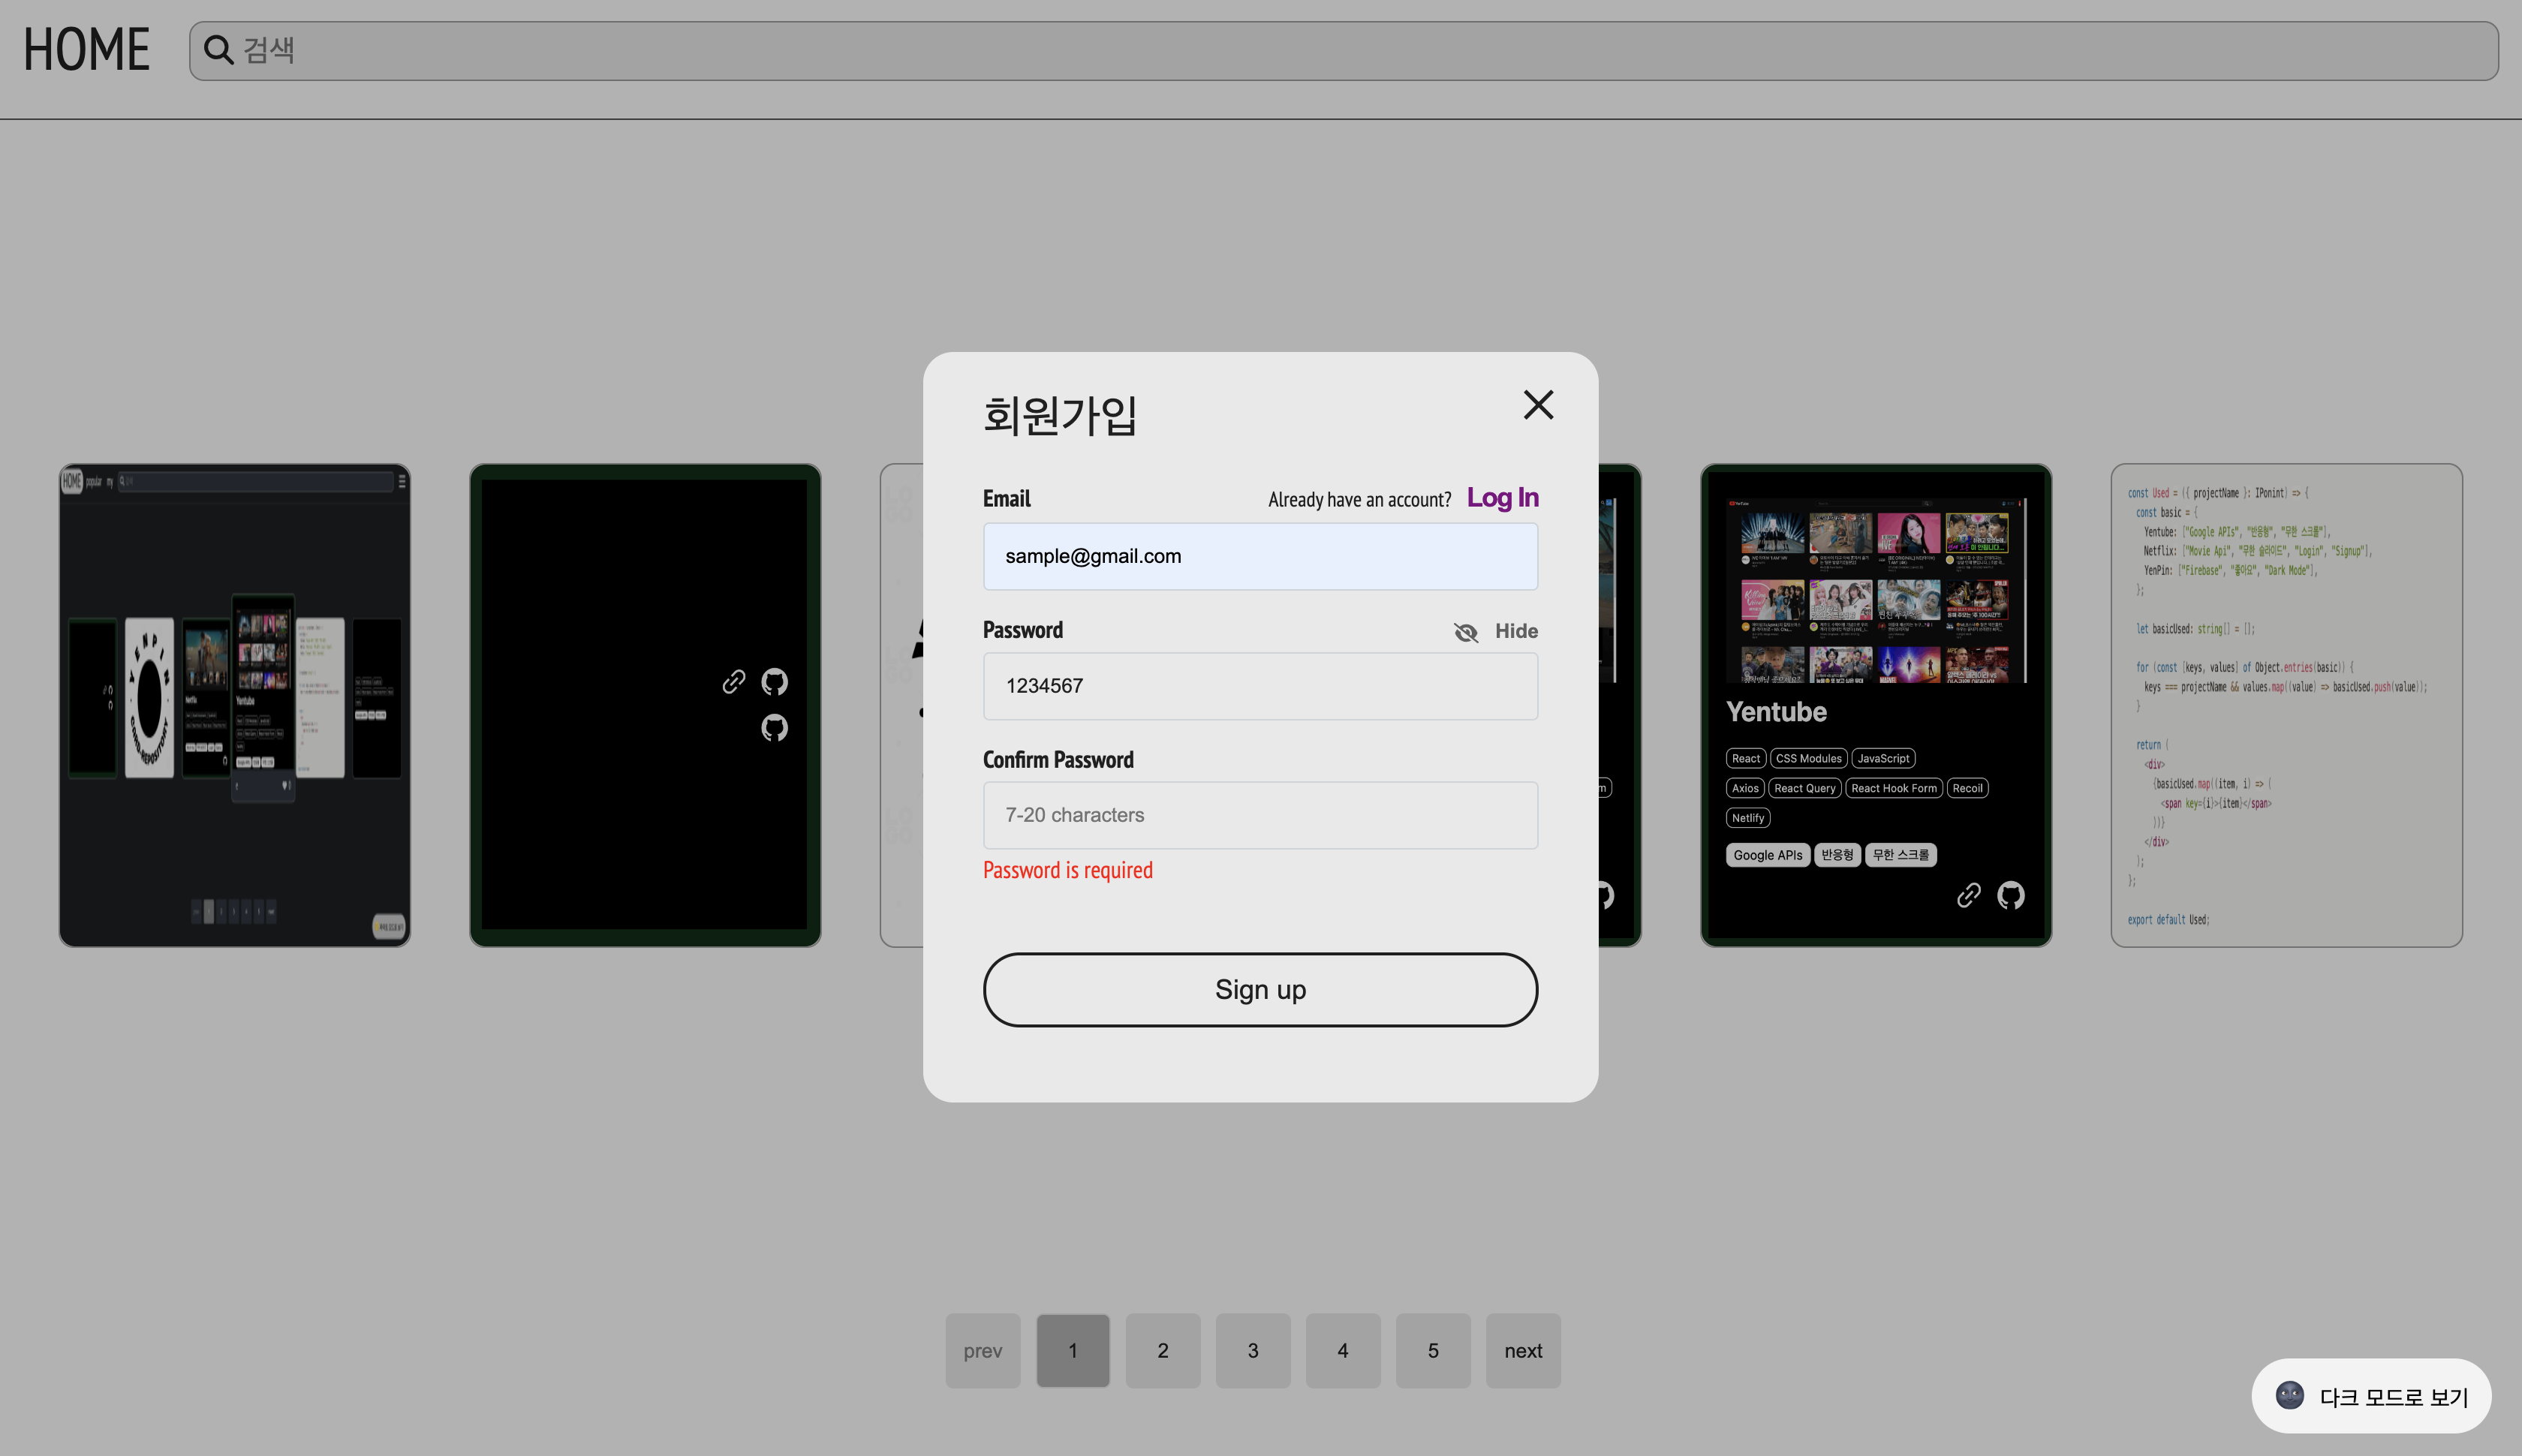 HOME
검색
회원가입
Email
Already have an account? Log In
sample@gmail.com
Password
Hide
1234567
Confirm Password
7-20 characters
Password is required
Sign up
HOME popular my
Yentube
React CSS Modules JavaScript
Axios React Query React Hook Form Recoil
Netlify
Google APIs 반응형 무한 스크롤
const Used = ({ projectName }: IPonint) => {
const basic = {
Yentube: ["Google APIs", "반응형", "무한 스크롤"],
Netflix: ["Movie Api", "무한 슬라이드", "Login", "Signup"],
YenPin: ["Firebase", "좋아요", "Dark Mode"],
};
let basicUsed: string[] = [];
for (const [keys, values] of Object.entries(basic)) {
keys === projectName && values.map((value) => basicUsed.push(value));
}
return (
<div>
{basicUsed.map((item, i) => (
<span key={i}>{item}</span>
))}
</div>
);
};
export default Used;
prev
1
2
3
4
5
next
다크 모드로 보기